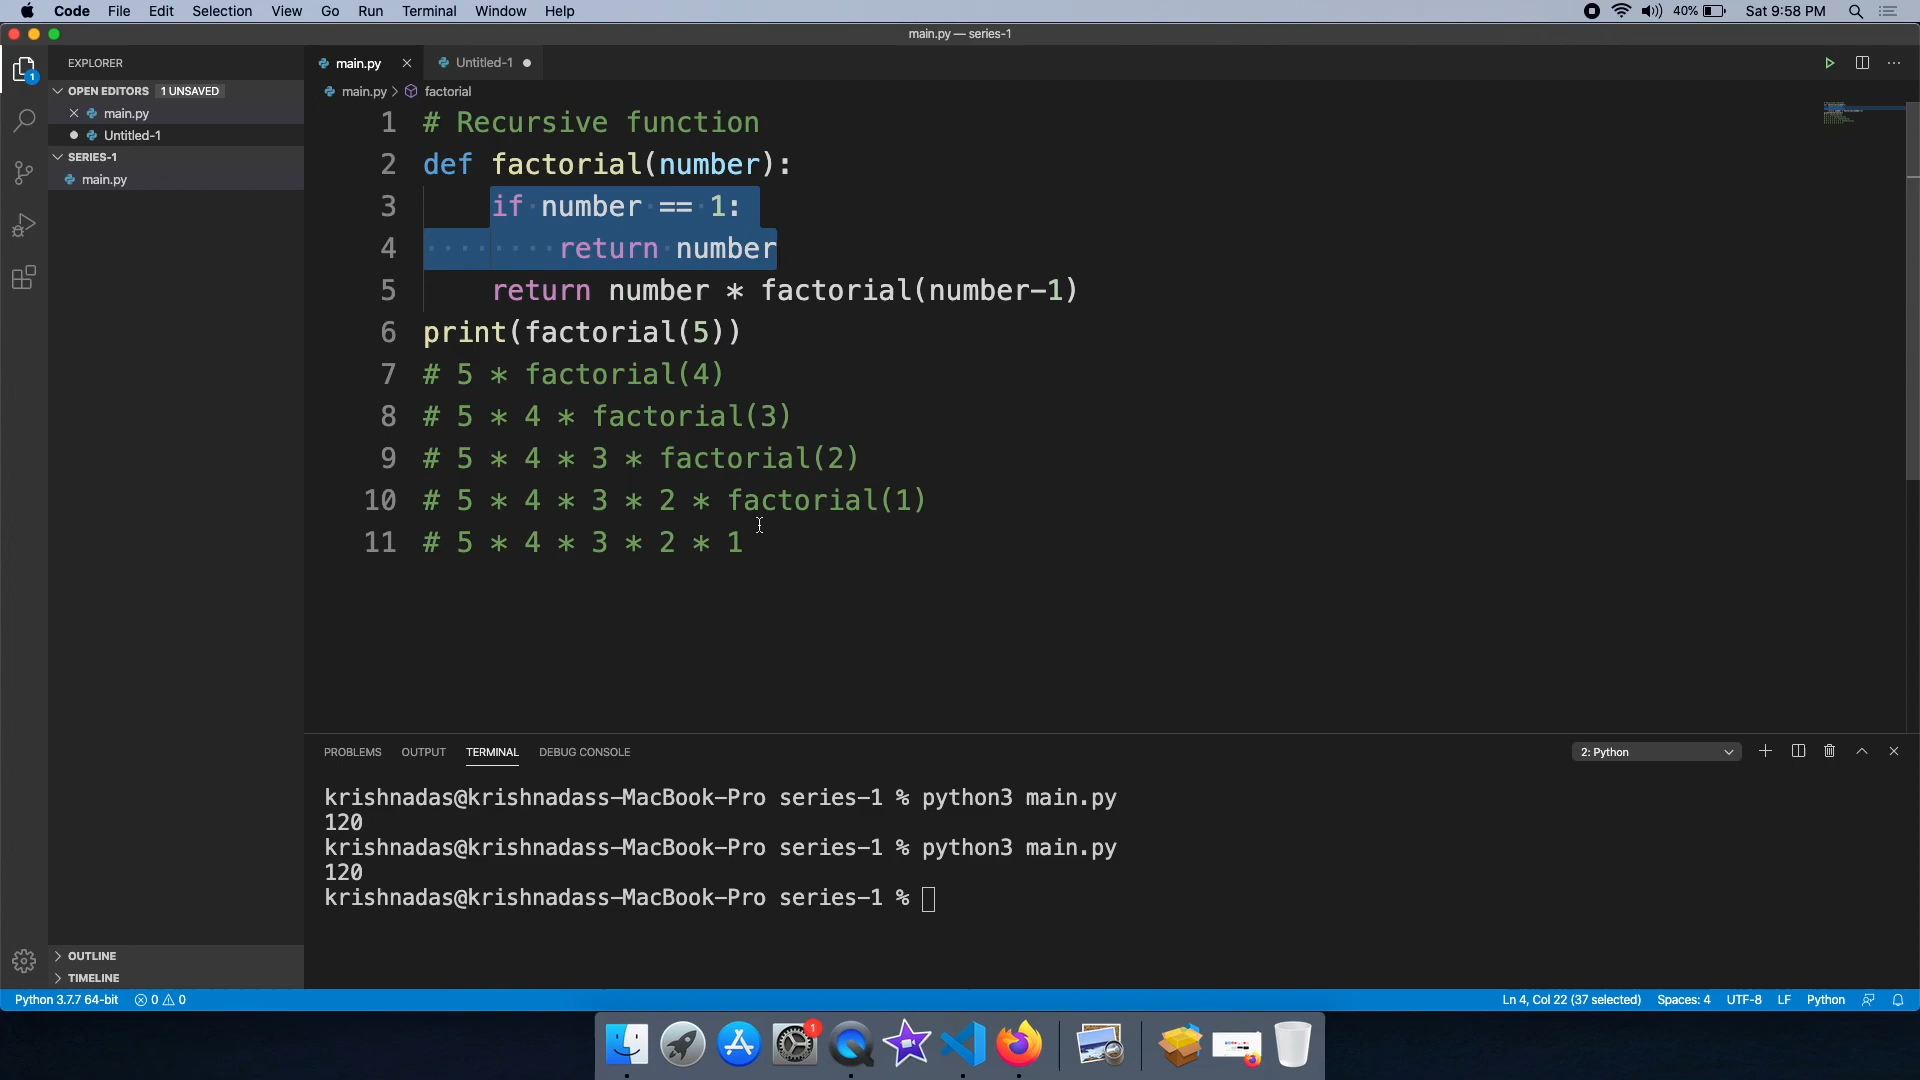 Code File Edit Selection View Go Run Terminal Window Help 40% Sat 9:58 PM
main.py — series-1
EXPLORER
main.py Untitled-1
OPEN EDITORS 1 UNSAVED
main.py > factorial
main.py
Untitled-1
SERIES-1
main.py
1
1 # Recursive function
2 def factorial(number):
3 if number == 1:
4 return number
5 return number * factorial(number-1)
6 print(factorial(5))
7 # 5 * factorial(4)
8 # 5 * 4 * factorial(3)
9 # 5 * 4 * 3 * factorial(2)
10 # 5 * 4 * 3 * 2 * factorial(1)
11 # 5 * 4 * 3 * 2 * 1
PROBLEMS OUTPUT TERMINAL DEBUG CONSOLE 2: Python
krishnadas@krishnadass-MacBook-Pro series-1 % python3 main.py
120
krishnadas@krishnadass-MacBook-Pro series-1 % python3 main.py
120
krishnadas@krishnadass-MacBook-Pro series-1 %
OUTLINE
TIMELINE
Python 3.7.7 64-bit 0 0 Ln 4, Col 22 (37 selected) Spaces: 4 UTF-8 LF Python
1